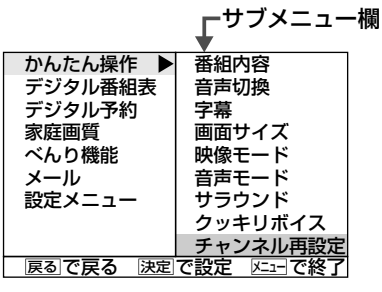 サブメニュー欄
かんたん操作 ▶
デジタル番組表
デジタル予約
家庭画質
べんり機能
メール
設定メニュー
番組内容
音声切換
字幕
画面サイズ
映像モード
音声モード
サラウンド
クッキリボイス
チャンネル再設定
戻るで戻る 決定で設定 メニューで終了